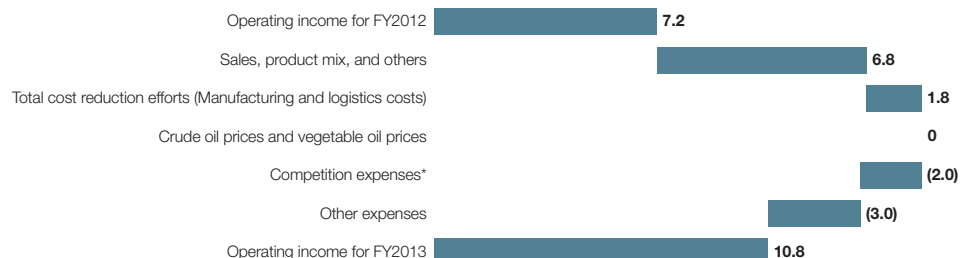 Operating income for FY2012 7.2
Sales, product mix, and others 6.8
Total cost reduction efforts (Manufacturing and logistics costs) 1.8
Crude oil prices and vegetable oil prices 0
Competition expenses* (2.0)
Other expenses (3.0)
Operating income for FY2013 10.8